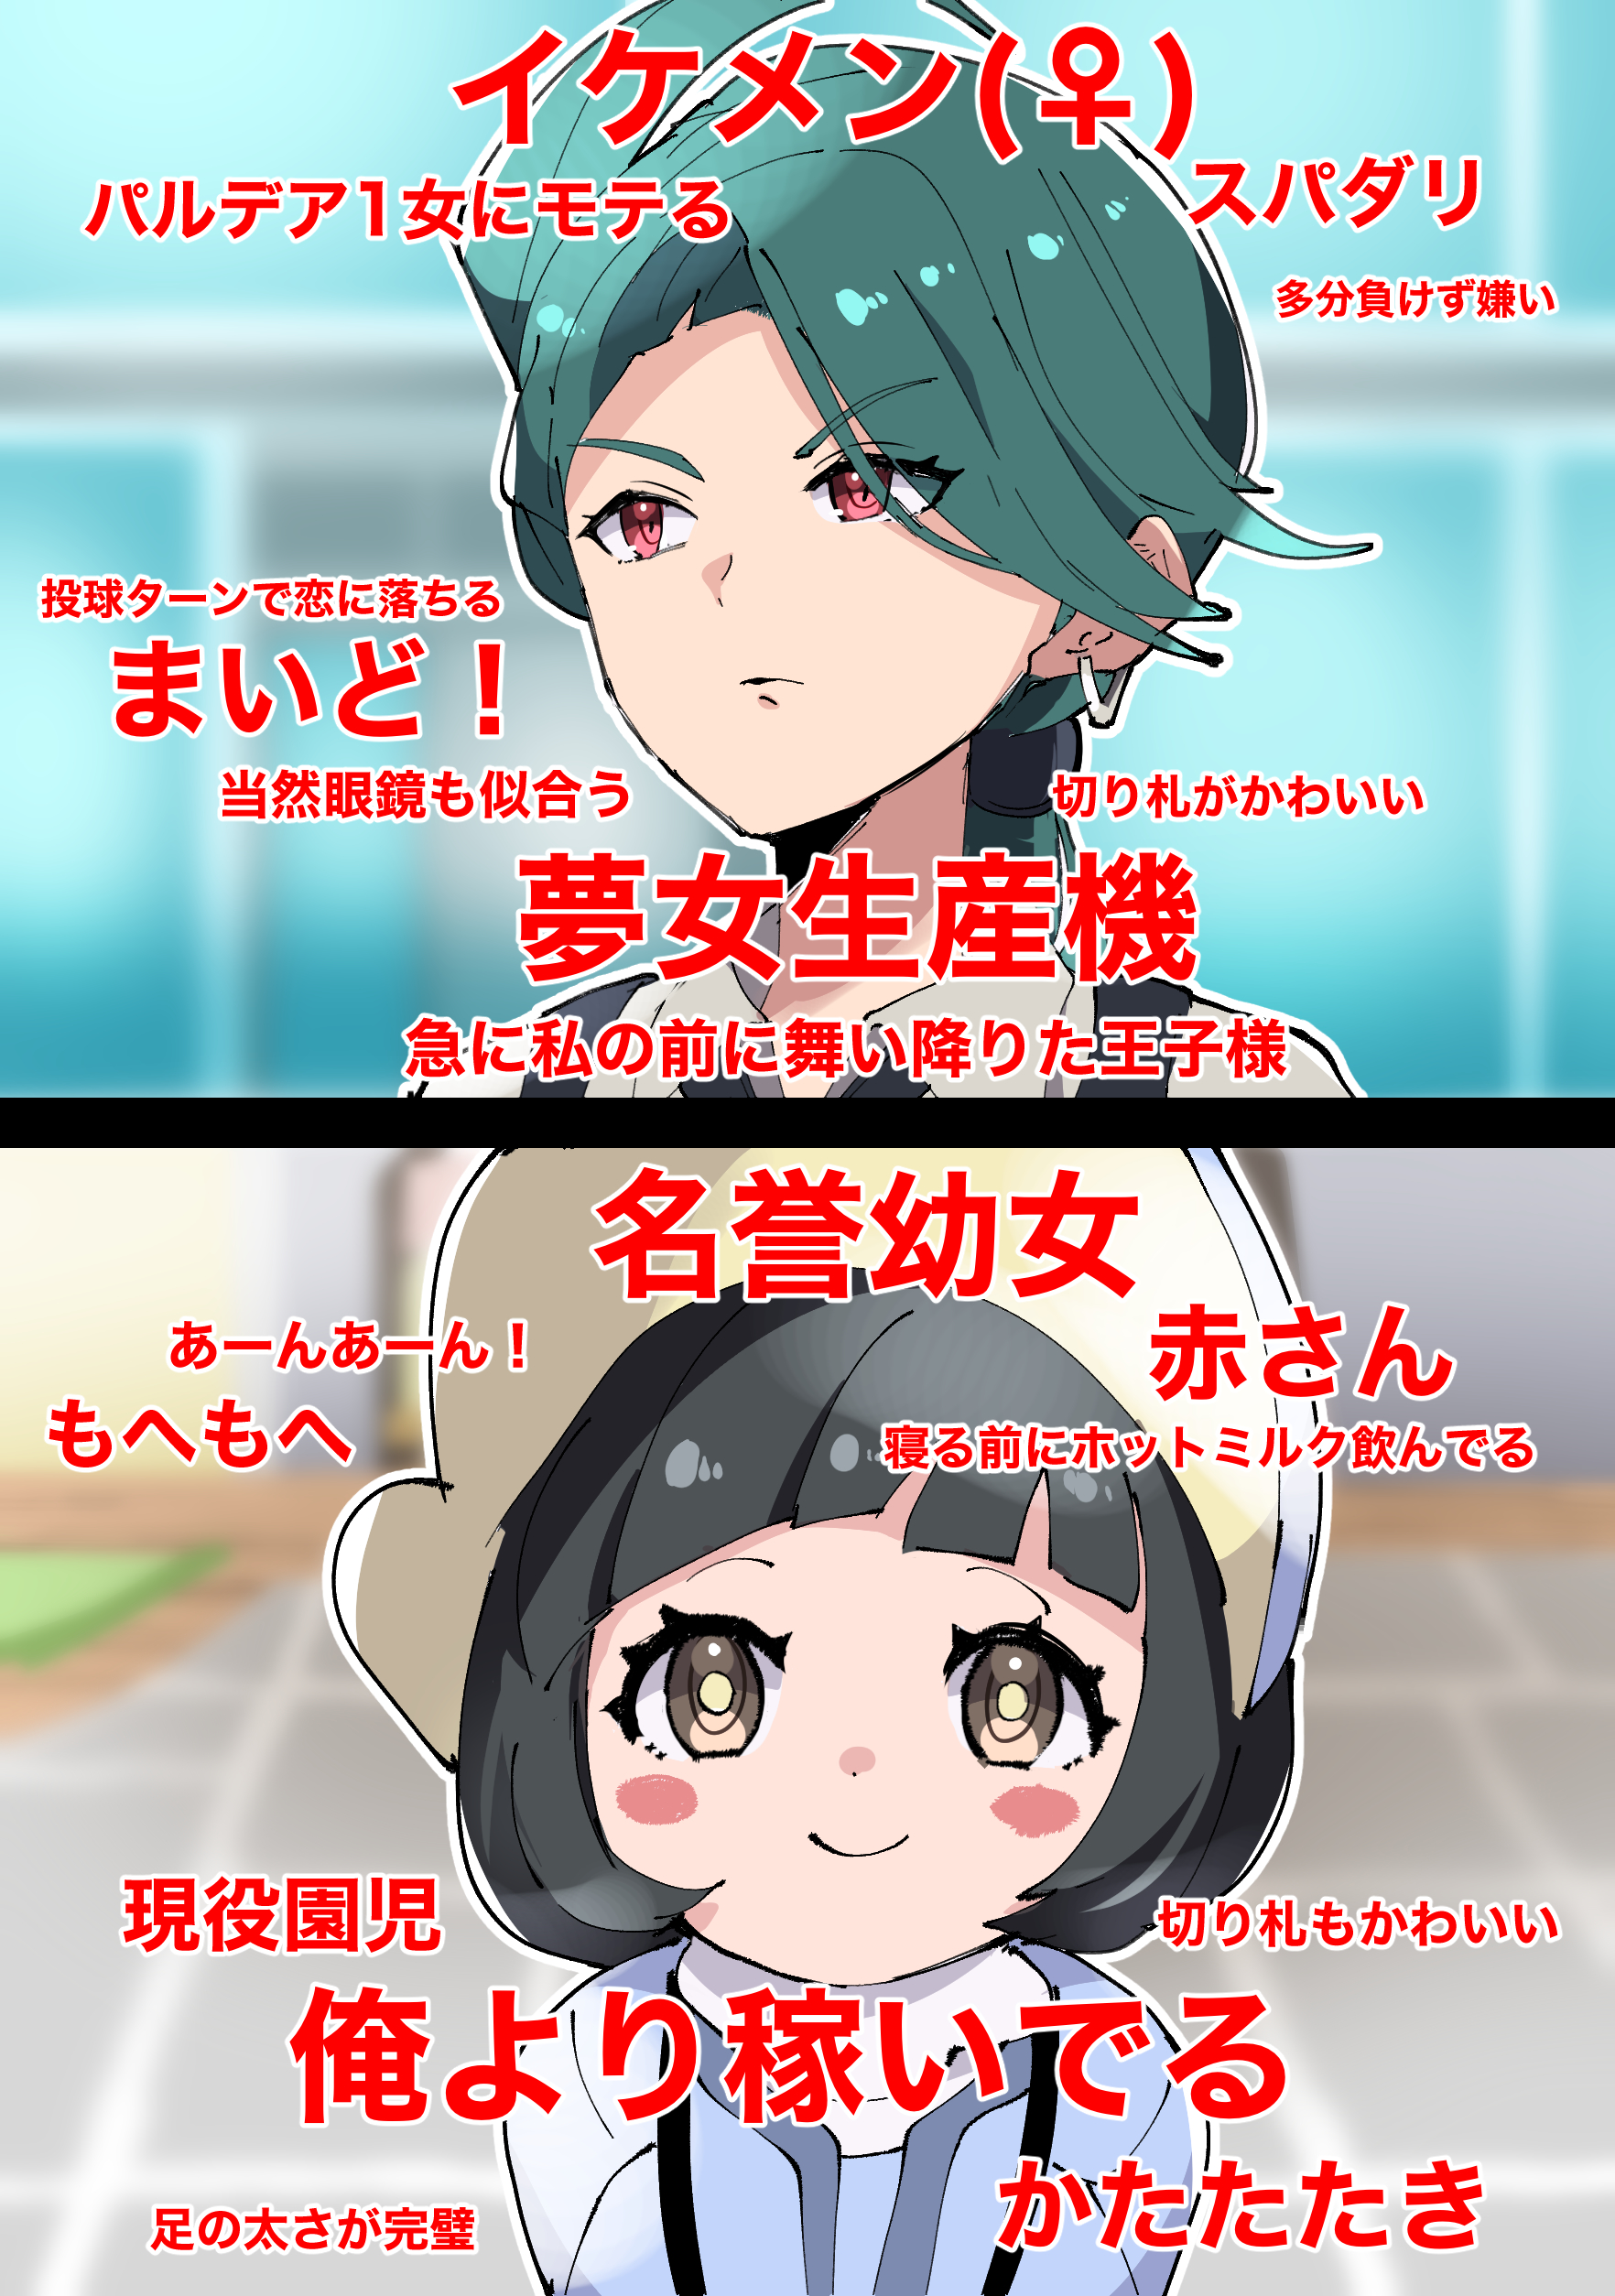 イケメン(♀)
スパダリ
パルデア1女にモテる
多分負けず嫌い
投球ターンで恋に落ちる
まいど！
当然眼鏡も似合う
切り札がかわいい
夢女生産機
急に私の前に舞い降りた王子様
名誉幼女
赤さん
あーんあーん！
もへもへ
寝る前にホットミルク飲んでる
現役園児
切り札もかわいい
俺より稼いでる
かたたたき
足の太さが完璧